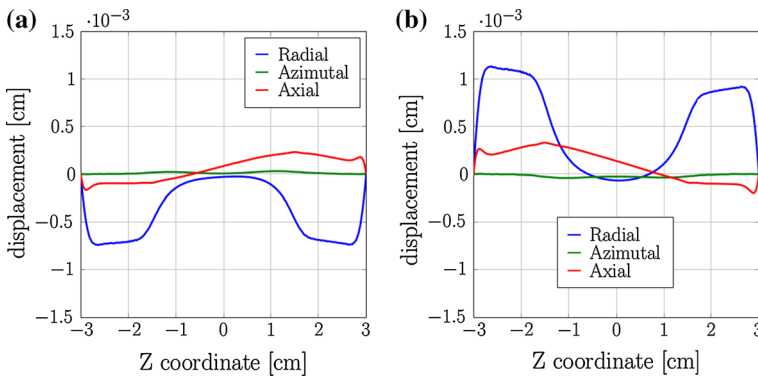 (a)
·10⁻³
1.5
1
0.5
0
−0.5
−1
−1.5
displacement [cm]
Radial
Azimutal
Axial
−3 −2 −1 0 1 2 3
Z coordinate [cm]
(b)
·10⁻³
1.5
1
0.5
0
−0.5
−1
−1.5
displacement [cm]
Radial
Azimutal
Axial
−3 −2 −1 0 1 2 3
Z coordinate [cm]